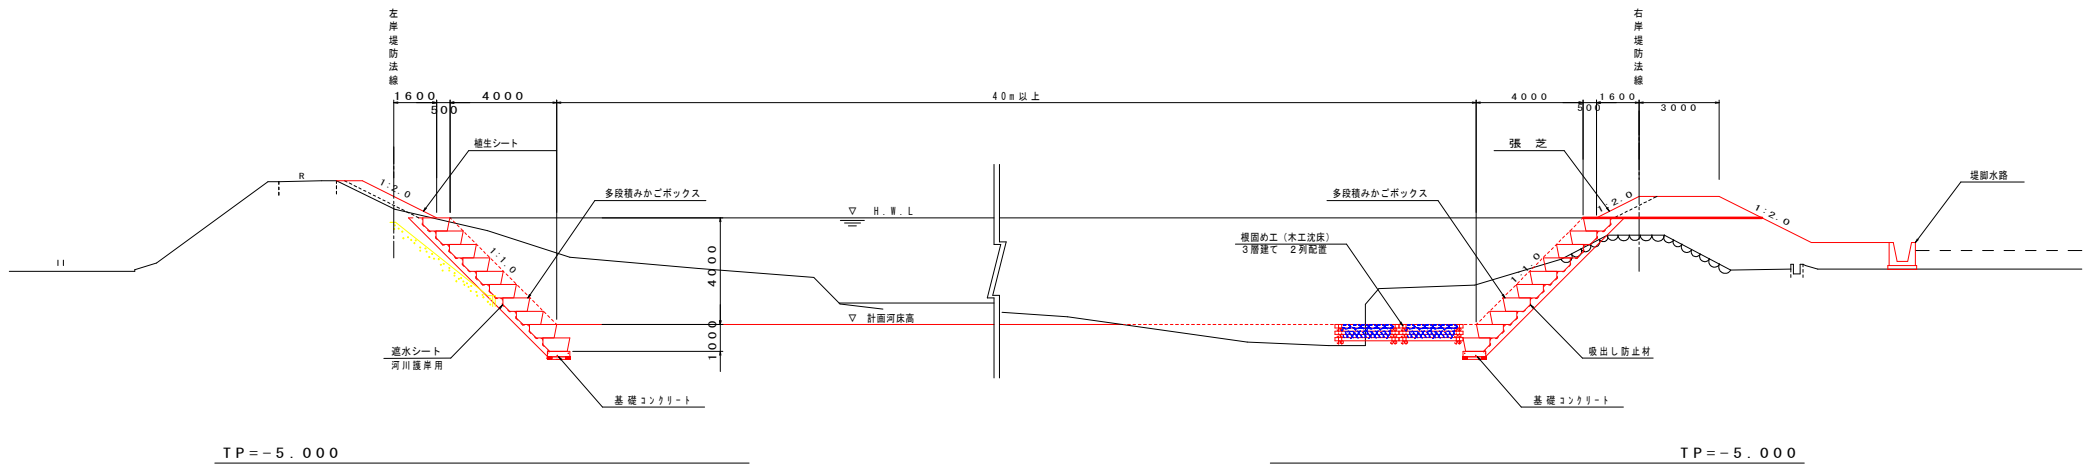 左岸堤防法線
右岸堤防法線
1600
500
4000
40m以上
4000
500
1600
3000
植生シート
張 芝
R
1:2.0
多段積みかごボックス
多段積みかごボックス
1:2.0
堤脚水路
▽ H.W.L
1:2.0
根固め工（木工沈床）
3層建て 2列配置
1:1.0
4000
1:1.0
II
▽ 計画河床高
1000
遮水シート
河川護岸用
吸出し防止材
基礎コンクリート
基礎コンクリート
TP=-5.000
TP=-5.000